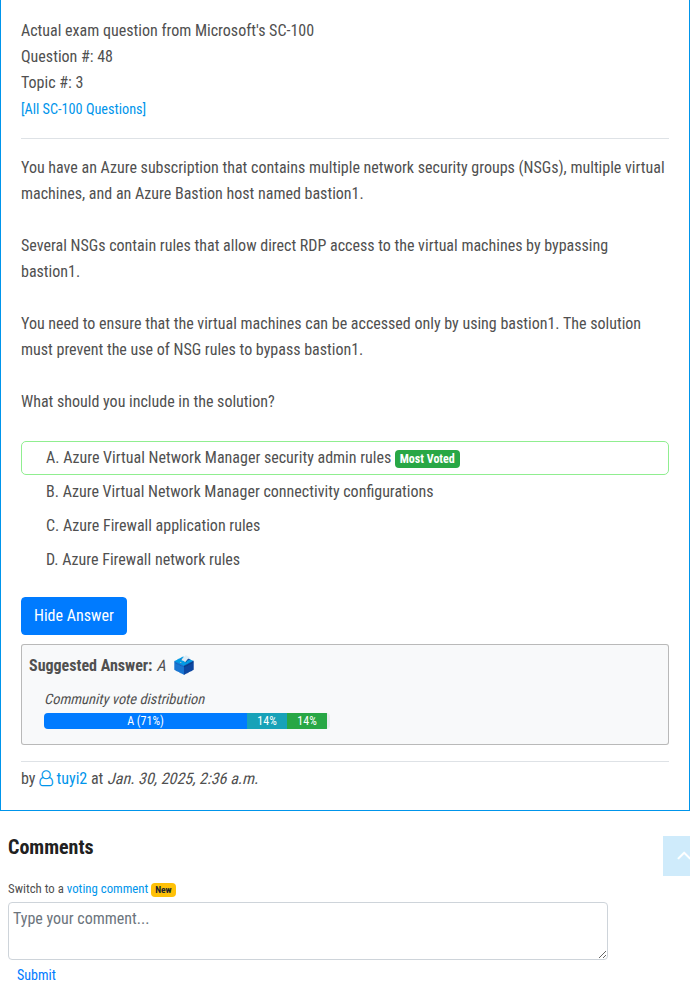 Actual exam question from Microsoft's SC-100
Question #: 48
Topic #: 3
[All SC-100 Questions]
You have an Azure subscription that contains multiple network security groups (NSGs), multiple virtual
machines, and an Azure Bastion host named bastion1.
Several NSGs contain rules that allow direct RDP access to the virtual machines by bypassing
bastion1.
You need to ensure that the virtual machines can be accessed only by using bastion1. The solution
must prevent the use of NSG rules to bypass bastion1.
What should you include in the solution?
A. Azure Virtual Network Manager security admin rules Most Voted
B. Azure Virtual Network Manager connectivity configurations
C. Azure Firewall application rules
D. Azure Firewall network rules
Hide Answer
Suggested Answer: A
Community vote distribution
A (71%) 14% 14%
by tuyi2 at Jan. 30, 2025, 2:36 a.m.
Comments
Switch to a voting comment New
Type your comment...
Submit